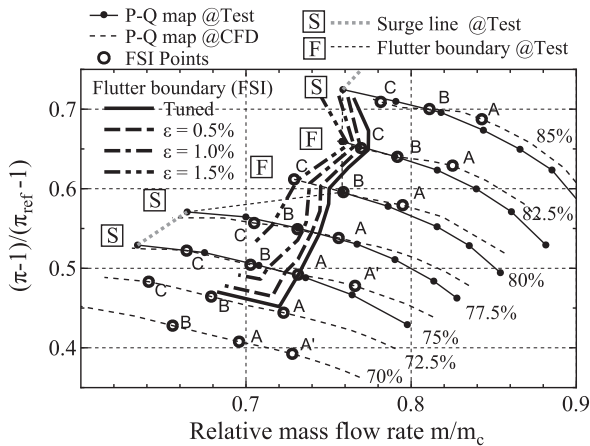 P-Q map @Test
P-Q map @CFD
FSI Points
S Surge line @Test
F Flutter boundary @Test
Flutter boundary (FSI)
Tuned
ε = 0.5%
ε = 1.0%
ε = 1.5%
S
C
B
A
85%
F
C
B
A
82.5%
F
C
B
A
80%
S
C
B
A
77.5%
S
C
B
A
A'
75%
C
B
A
72.5%
B
A
A'
70%
0.7
0.6
0.5
0.4
(π-1)/(πref -1)
0.7
0.8
0.9
Relative mass flow rate m/mc